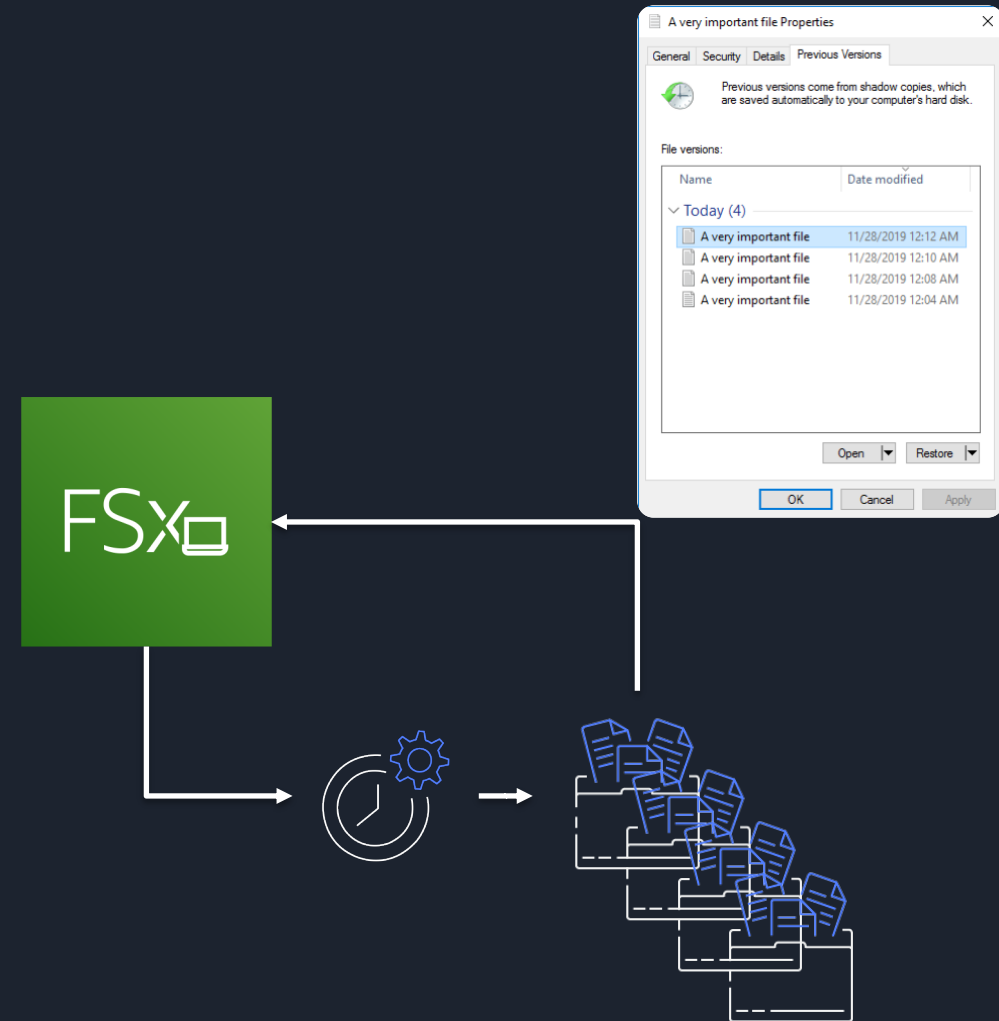 A very important file Properties
General Security Details Previous Versions
Previous versions come from shadow copies, which
are saved automatically to your computer's hard disk.
File versions:
Name Date modified
Today (4)
A very important file 11/28/2019 12:12 AM
A very important file 11/28/2019 12:10 AM
A very important file 11/28/2019 12:08 AM
A very important file 11/28/2019 12:04 AM
Open Restore
OK Cancel Apply
FSx